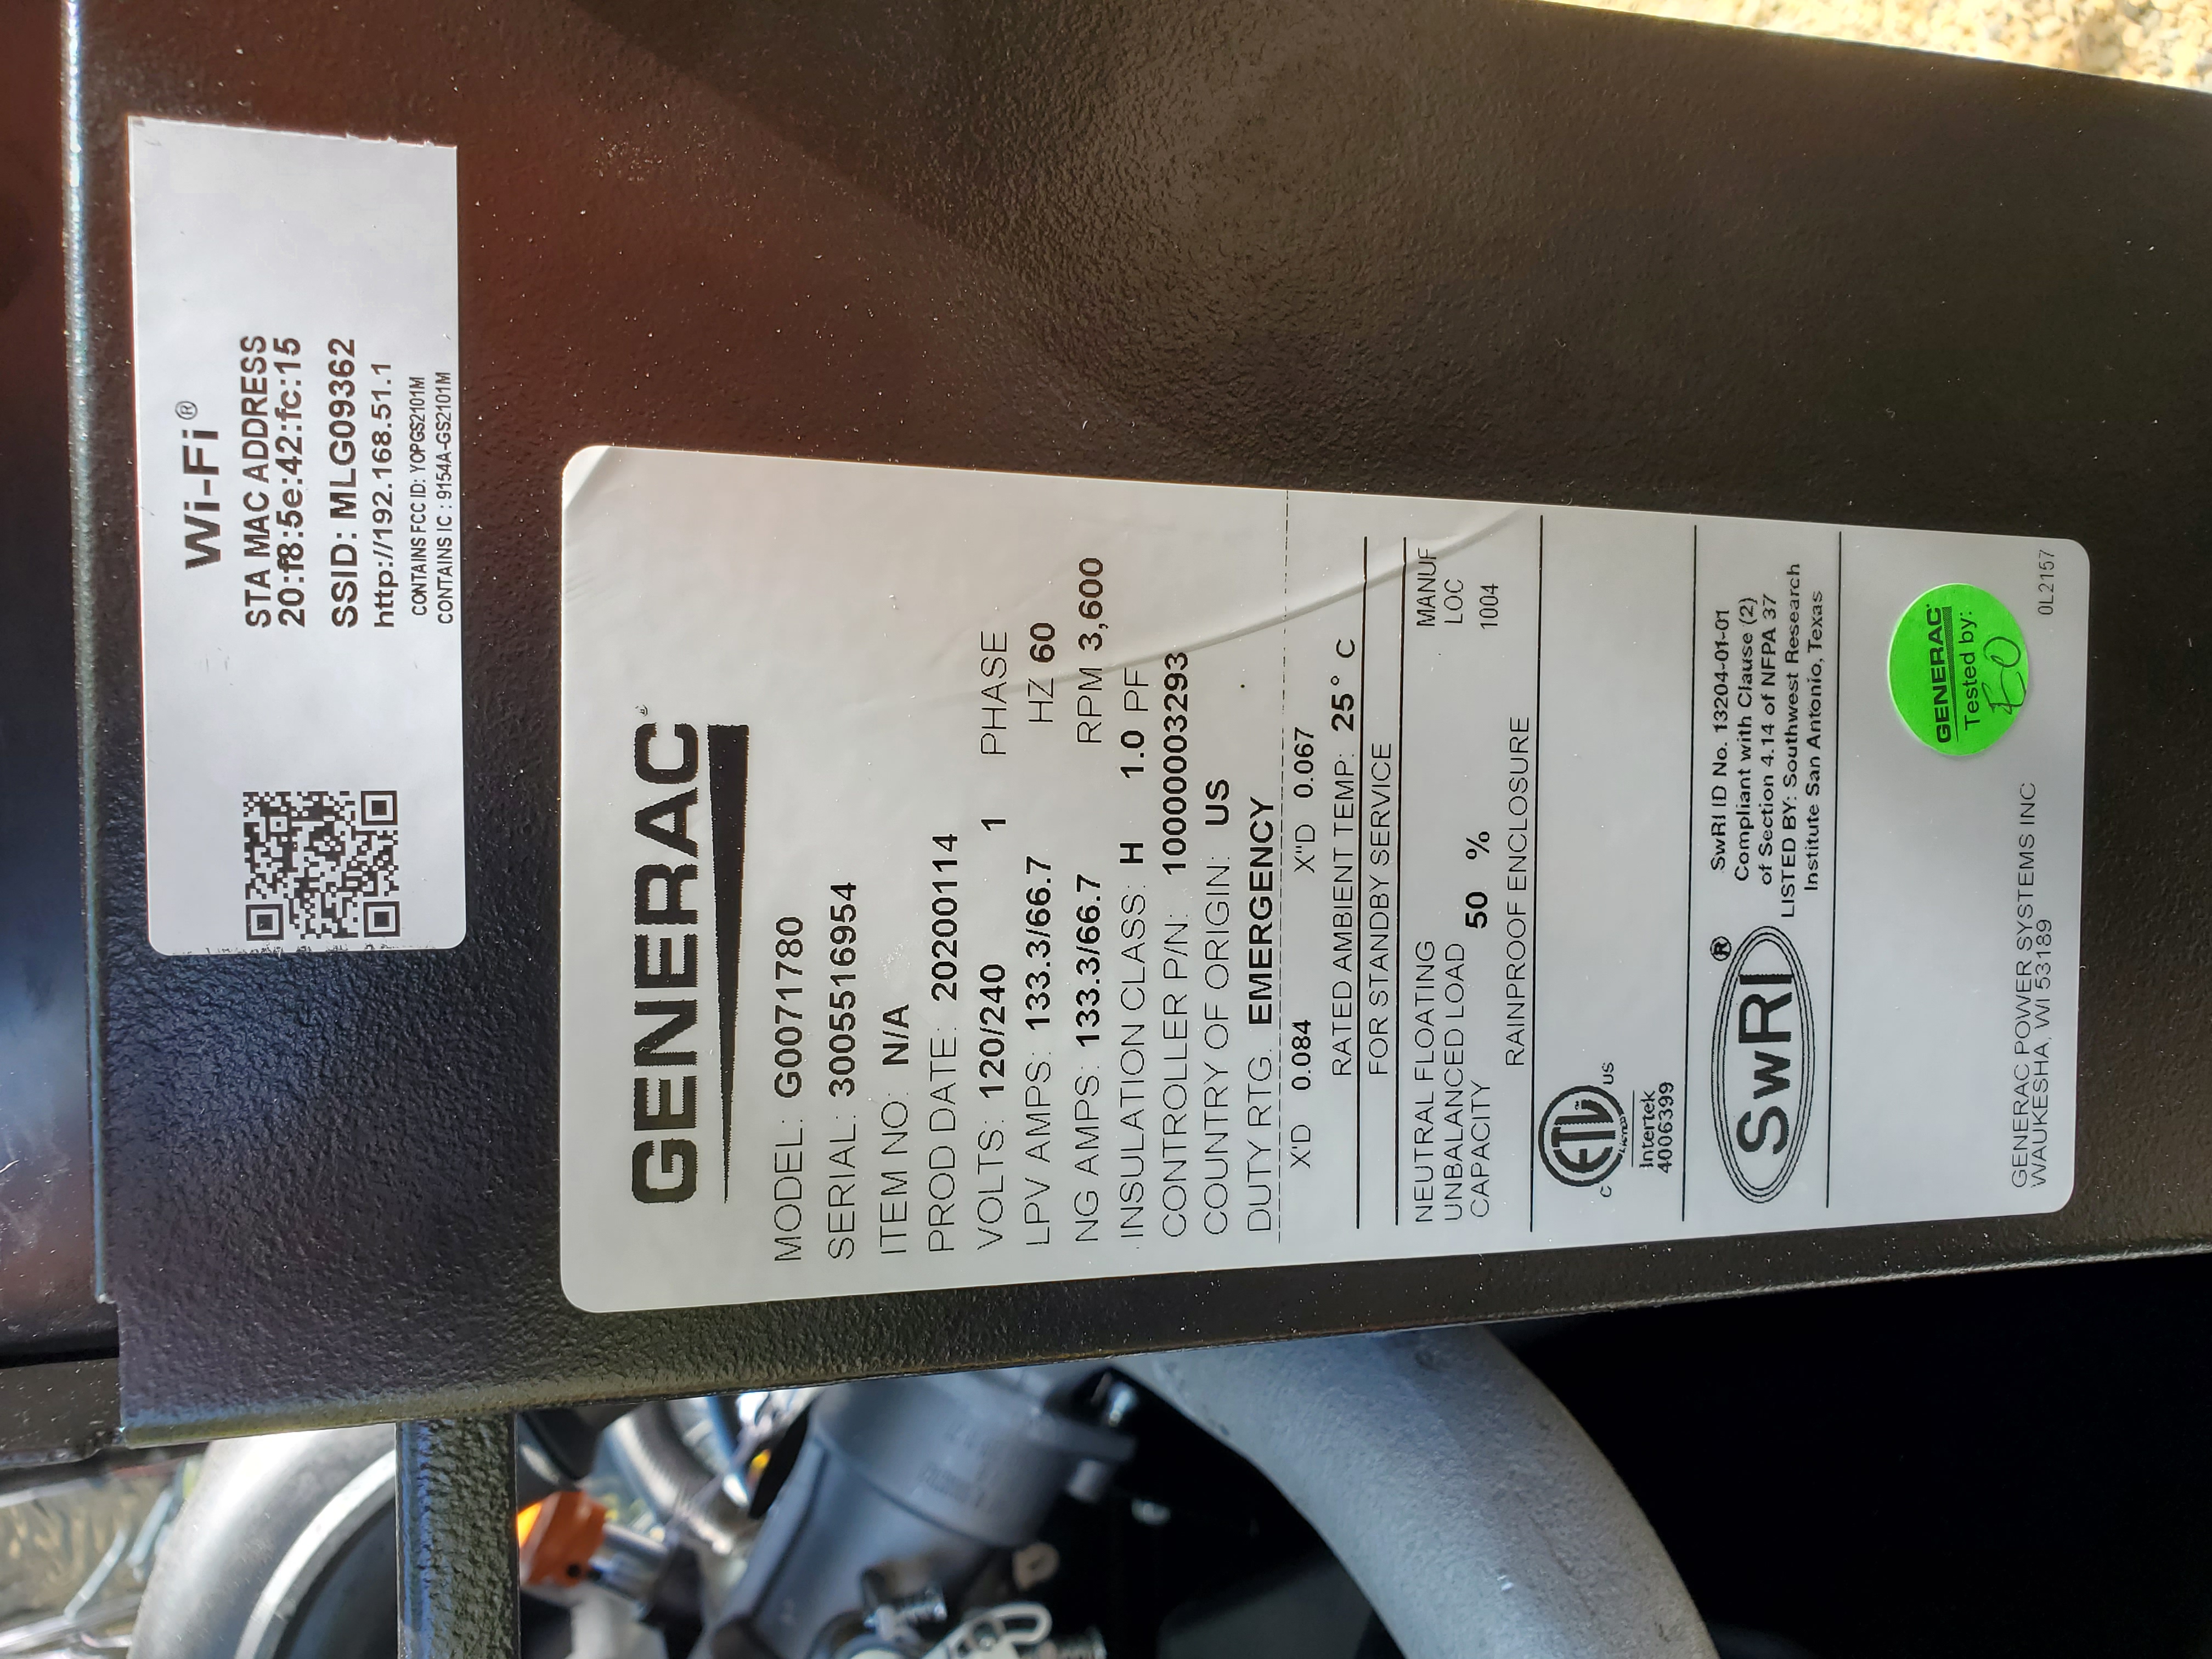 Wi-Fi®
STA MAC ADDRESS
20:f8:5e:42:fc:15
SSID: MLG09362
http://192.168.51.1
CONTAINS FCC ID: YOPGS2101M
CONTAINS IC : 9154A-GS2101M
GENERAC
MODEL: G0071780
SERIAL: 3005516954
ITEM NO: N/A
PROD DATE: 20200114
VOLTS: 120/240 1 PHASE
LPV AMPS: 133.3/66.7 HZ 60
NG AMPS: 133.3/66.7 RPM 3,600
INSULATION CLASS: H 1.0 PF
CONTROLLER P/N: 10000003293
COUNTRY OF ORIGIN: US
DUTY RTG. EMERGENCY
X'D 0.084 X"D 0.067
RATED AMBIENT TEMP: 25° C
FOR STANDBY SERVICE
NEUTRAL FLOATING
UNBALANCED LOAD
CAPACITY 50 %
MANUF
LOC
1004
RAINPROOF ENCLOSURE
C ETL US
LISTED
Intertek
4006399
SwRI®
SwRI ID No. 13204-01-01
Compliant with Clause (2)
of Section 4.14 of NFPA 37
LISTED BY: Southwest Research
Institute San Antonio, Texas
GENERAC
Tested by:
EO
GENERAC POWER SYSTEMS INC
WAUKESHA, WI 53189
0L2157